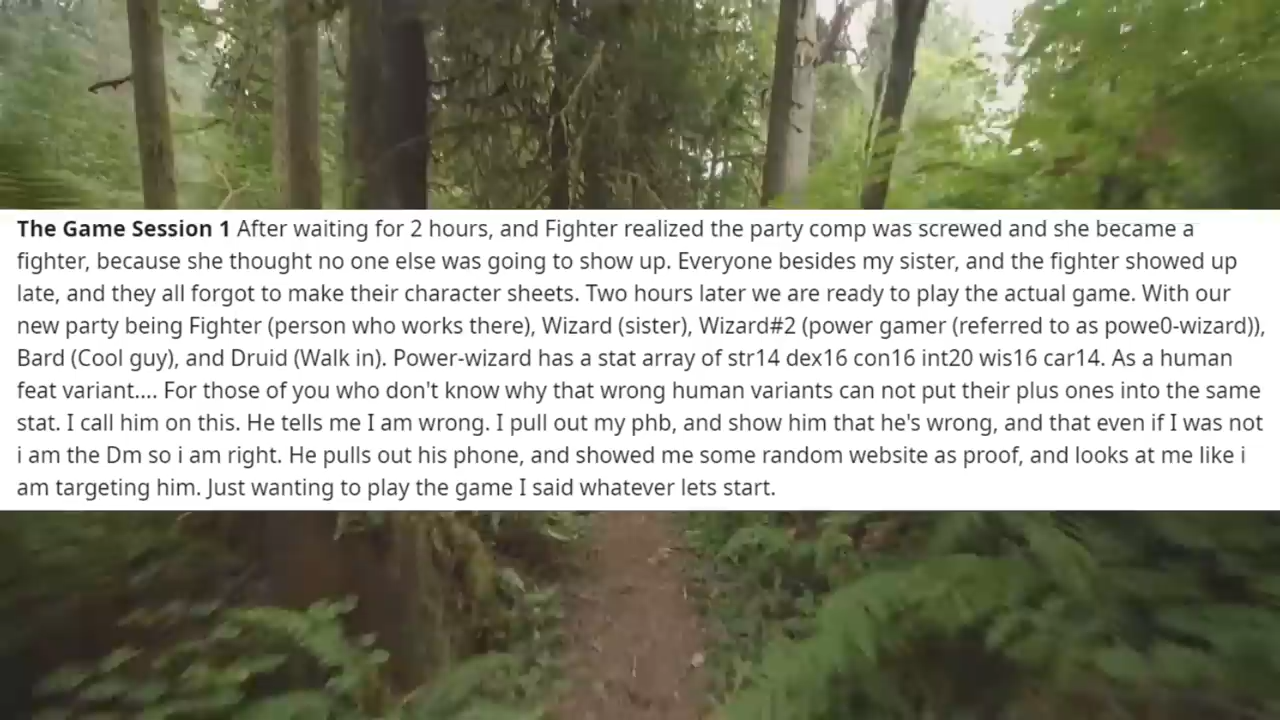 The Game Session 1 After waiting for 2 hours, and Fighter realized the party comp was screwed and she became a
fighter, because she thought no one else was going to show up. Everyone besides my sister, and the fighter showed up
late, and they all forgot to make their character sheets. Two hours later we are ready to play the actual game. With our
new party being Fighter (person who works there), Wizard (sister), Wizard#2 (power gamer (referred to as powe0-wizard)),
Bard (Cool guy), and Druid (Walk in). Power-wizard has a stat array of str14 dex16 con16 int20 wis16 car14. As a human
feat variant.... For those of you who don't know why that wrong human variants can not put their plus ones into the same
stat. I call him on this. He tells me I am wrong. I pull out my phb, and show him that he's wrong, and that even if I was not
i am the Dm so i am right. He pulls out his phone, and showed me some random website as proof, and looks at me like i
am targeting him. Just wanting to play the game I said whatever lets start.